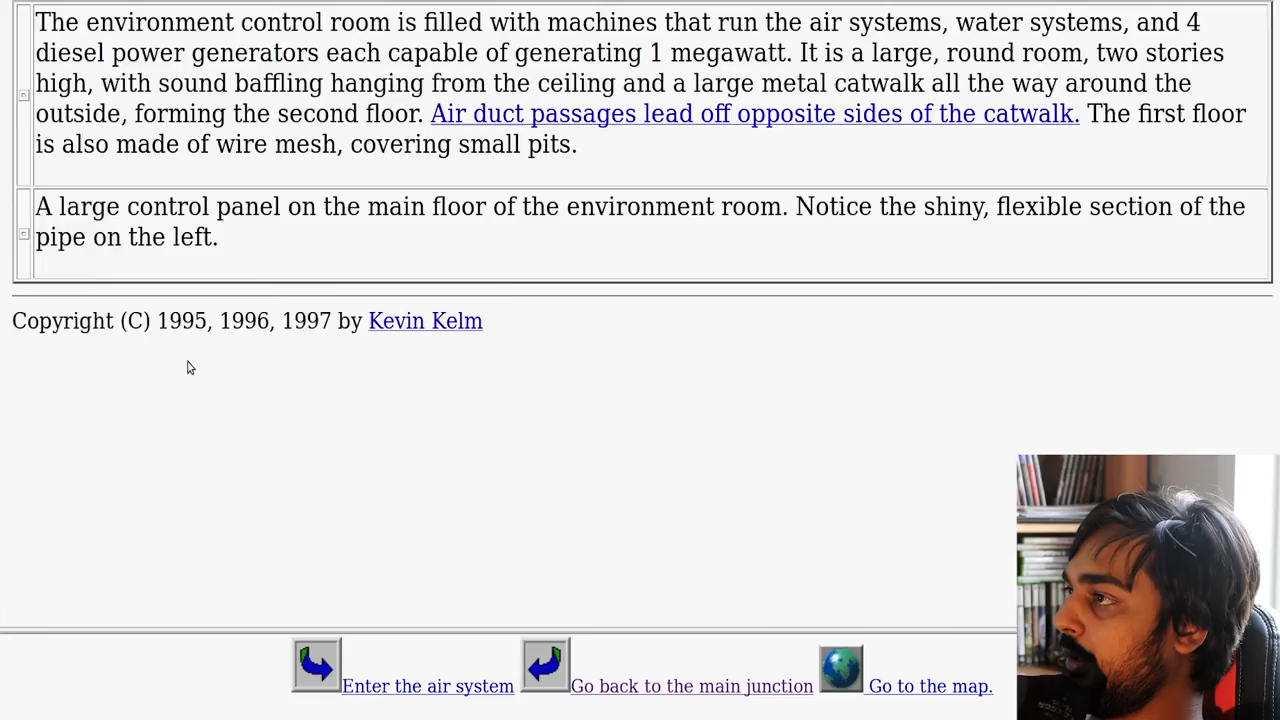 The environment control room is filled with machines that run the air systems, water systems, and 4
diesel power generators each capable of generating 1 megawatt. It is a large, round room, two stories
high, with sound baffling hanging from the ceiling and a large metal catwalk all the way around the
outside, forming the second floor. Air duct passages lead off opposite sides of the catwalk. The first floor
is also made of wire mesh, covering small pits.
A large control panel on the main floor of the environment room. Notice the shiny, flexible section of the
pipe on the left.
Copyright (C) 1995, 1996, 1997 by Kevin Kelm
Enter the air system Go back to the main junction Go to the map.